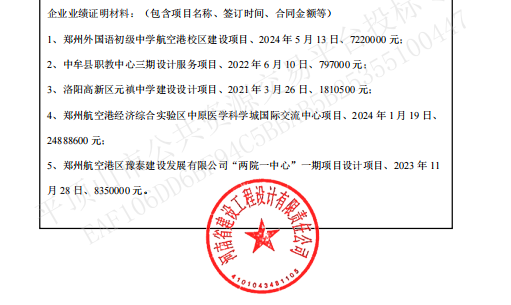 企业业绩证明材料：（包含项目名称、签订时间、合同金额等）
1、郑州外国语初级中学航空港校区建设项目、2024 年 5 月 13 日、7220000 元；
2、中牟县职教中心三期设计服务项目、2022 年 6 月 10 日、797000 元；
3、洛阳高新区元禛中学建设设计项目、2021 年 3 月 26 日、1810500 元；
4、郑州航空港经济综合实验区中原医学科学城国际交流中心项目、2024 年 1 月 19 日、
24888600 元；
5、郑州航空港区豫泰建设发展有限公司“两院一中心”一期项目设计项目、2023 年 11
月 28 日、8350000 元。
河南省建设工程设计有限责任公司
4101043481105